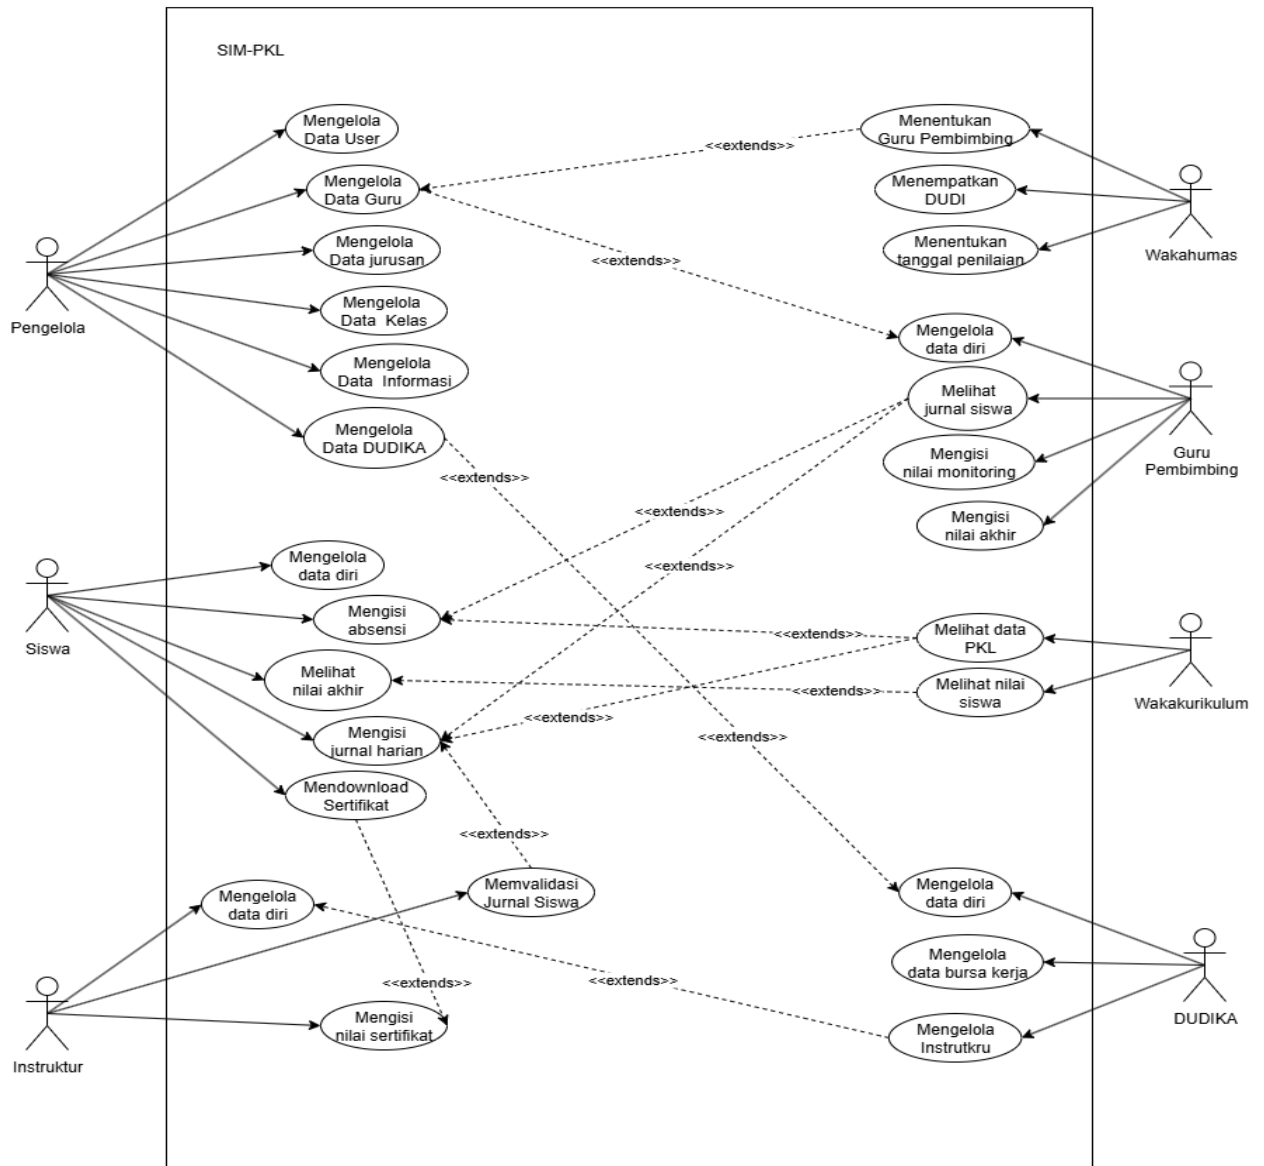 SIM-PKL
Mengelola
Data User
Menentukan
Guru Pembimbing
<<extends>>
Mengelola
Data Guru
Menempatkan
DUDI
Wakahumas
Mengelola
Data jurusan
Menentukan
tanggal penilaian
<<extends>>
Pengelola
Mengelola
Data Kelas
Mengelola
data diri
Mengelola
Data Informasi
Melihat
jurnal siswa
Mengelola
Data DUDIKA
Mengisi
nilai monitoring
Guru
Pembimbing
<<extends>>
<<extends>>
Mengisi
nilai akhir
Mengelola
data diri
<<extends>>
Siswa
Mengisi
absensi
<<extends>>
Melihat data
PKL
Melihat
nilai akhir
<<extends>>
Melihat nilai
siswa
Wakakurikulum
<<extends>>
Mengisi
jurnal harian
<<extends>>
Mendownload
Sertifikat
<<extends>>
Mengelola
data diri
Memvalidasi
Jurnal Siswa
Mengelola
data diri
<<extends>>
<<extends>>
Mengelola
data bursa kerja
DUDIKA
Mengisi
nilai sertifikat
Mengelola
Instrutkru
Instruktur